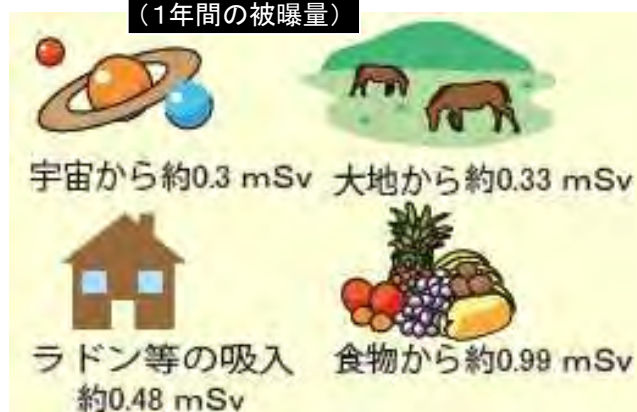 （1年間の被曝量）
宇宙から約0.3 mSv
大地から約0.33 mSv
ラドン等の吸入
約0.48 mSv
食物から約0.99 mSv